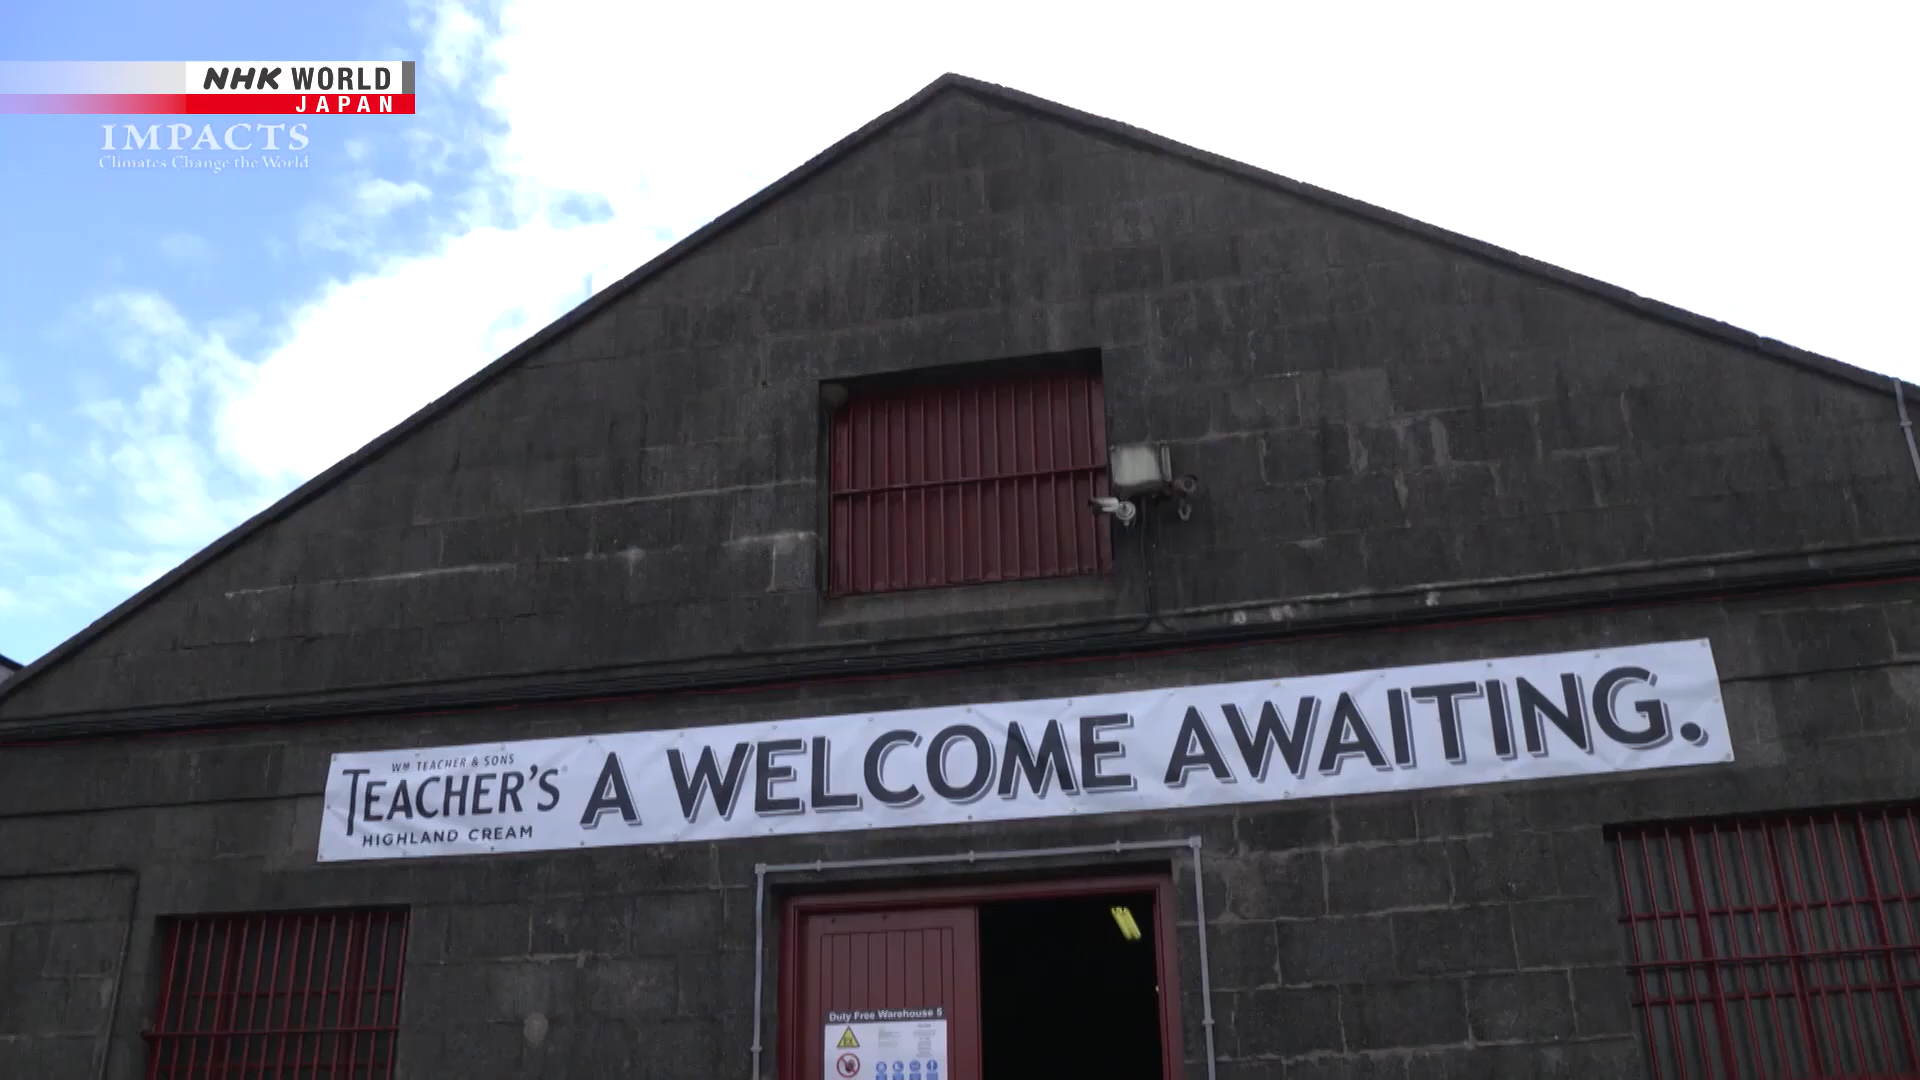 NHK WORLD
JAPAN
IMPACTS
Climates Change the World
WM TEACHER & SONS
TEACHER'S
HIGHLAND CREAM
A WELCOME AWAITING.
Duty Free Warehouse 5